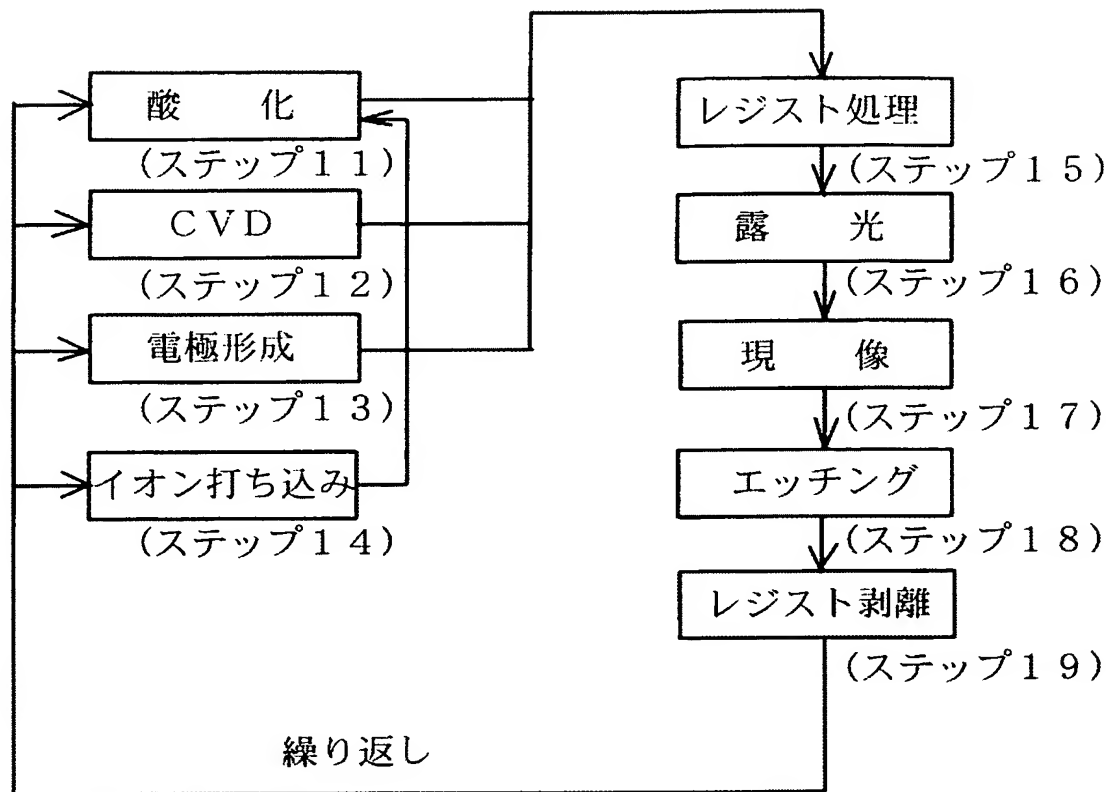 酸　　化
(ステップ１１)
ＣＶＤ
(ステップ１２)
電極形成
(ステップ１３)
イオン打ち込み
(ステップ１４)
レジスト処理
(ステップ１５)
露　　光
(ステップ１６)
現　　像
(ステップ１７)
エッチング
(ステップ１８)
レジスト剥離
(ステップ１９)
繰り返し